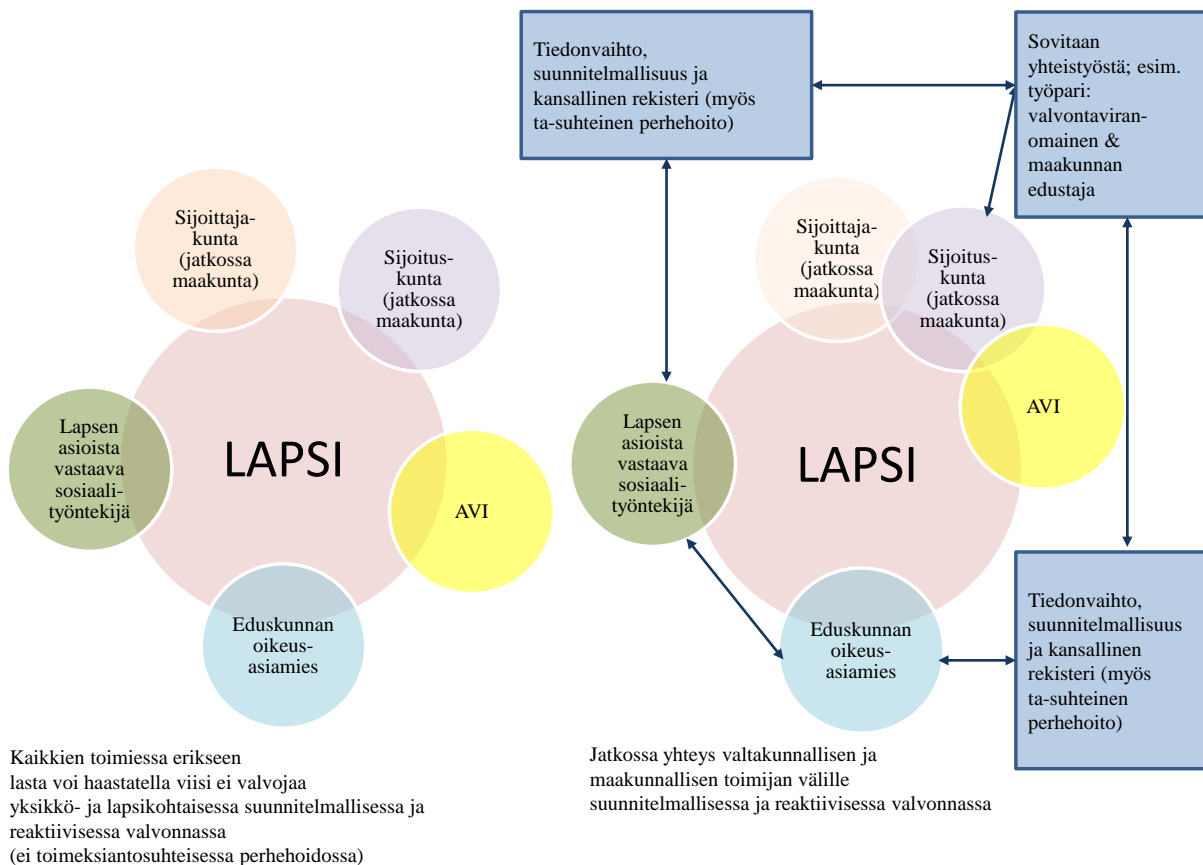 Sijoittaja-
kunta
(jatkossa
maakunta)
Sijoitus-
kunta
(jatkossa
maakunta)
Lapsen
asioista
vastaava
sosiaali-
työntekijä
LAPSI
AVI
Eduskunnan
oikeus-
asiamies
Kaikkien toimiessa erikseen
lasta voi haastatella viisi ei valvojaa
yksikkö- ja lapsikohtaisessa suunnitelmallisessa ja
reaktiivisessa valvonnassa
(ei toimeksiantosuhteisessa perhehoidossa)
Tiedonvaihto,
suunnitelmallisuus ja
kansallinen rekisteri (myös
ta-suhteinen perhehoito)
Sovitaan
yhteistyöstä; esim.
työpari:
valvontaviran-
omainen &
maakunnan
edustaja
Sijoittaja-
kunta
(jatkossa
maakunta)
Sijoitus-
kunta
(jatkossa
maakunta)
AVI
Lapsen
asioista
vastaava
sosiaali-
työntekijä
LAPSI
Eduskunnan
oikeus-
asiamies
Tiedonvaihto,
suunnitelmallisuus
ja kansallinen
rekisteri (myös
ta-suhteinen
perhehoito)
Jatkossa yhteys valtakunnallisen ja
maakunnallisen toimijan välille
suunnitelmallisessa ja reaktiivisessa valvonnassa